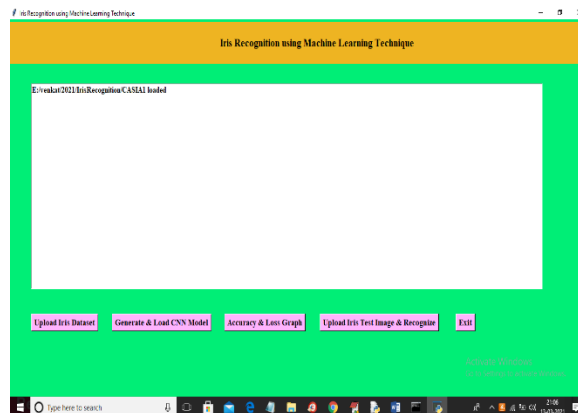 Iris Recognition using Machine Learning Technique
Iris Recognition using Machine Learning Technique
E:/venkat/2021/IrisRecognition/CASIA1 loaded
Upload Iris Dataset
Generate & Load CNN Model
Accuracy & Loss Graph
Upload Iris Test Image & Recognize
Exit
Activate Windows
Type here to search
21:06